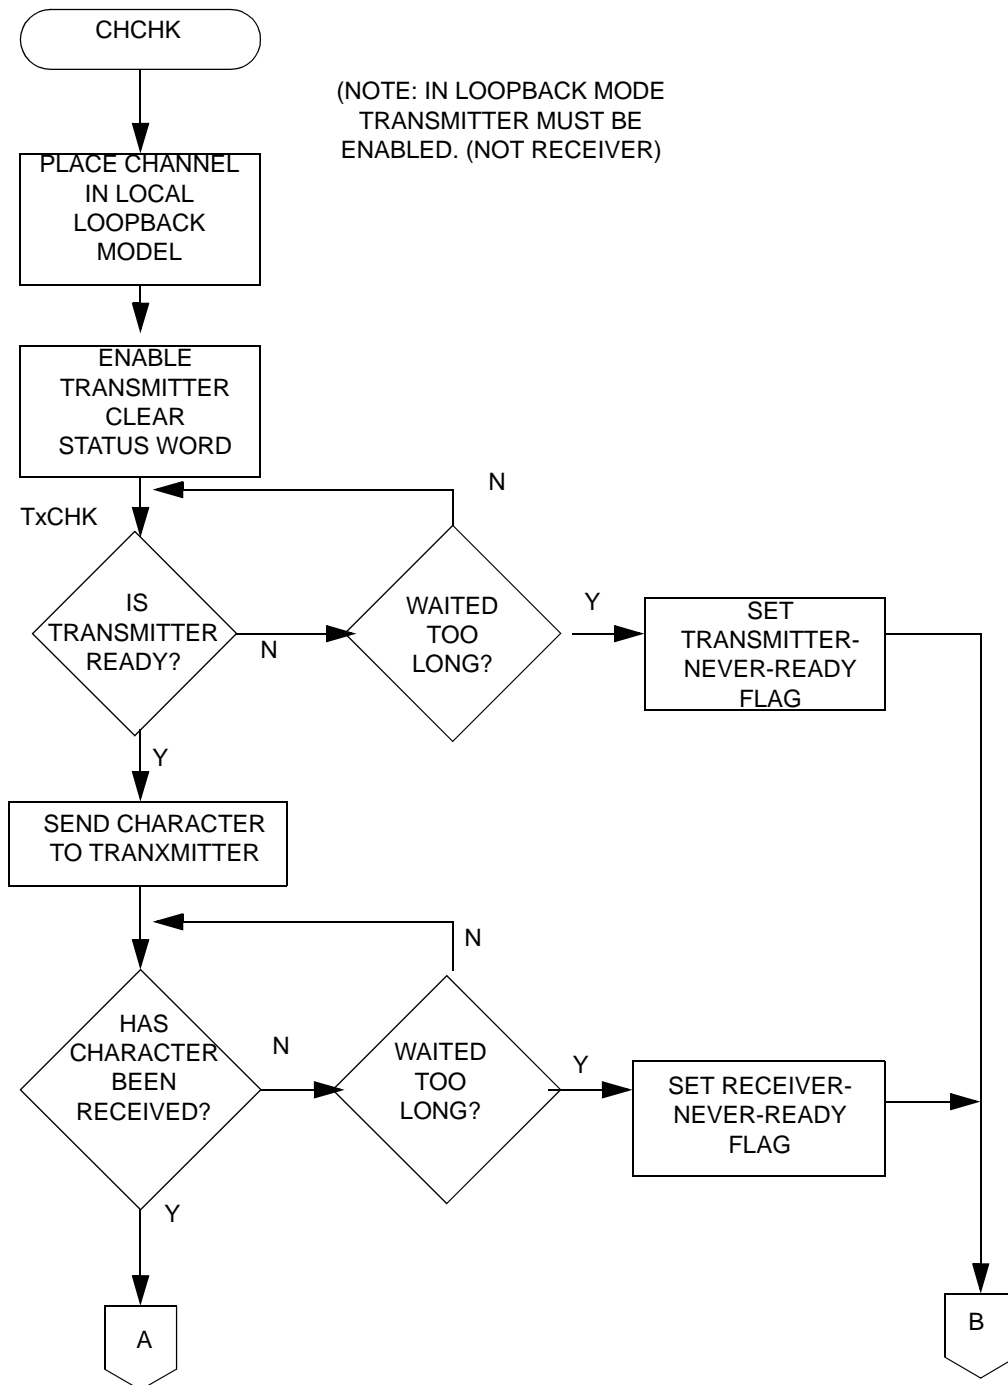 CHCHK
(NOTE: IN LOOPBACK MODE
TRANSMITTER MUST BE
ENABLED. (NOT RECEIVER)
PLACE CHANNEL
IN LOCAL
LOOPBACK
MODEL
ENABLE
TRANSMITTER
CLEAR
STATUS WORD
N
TxCHK
IS
TRANSMITTER
READY?
N
WAITED
TOO
LONG?
Y
SET
TRANSMITTER-
NEVER-READY
FLAG
Y
SEND CHARACTER
TO TRANXMITTER
N
HAS
CHARACTER
BEEN
RECEIVED?
N
WAITED
TOO
LONG?
Y
SET RECEIVER-
NEVER-READY
FLAG
Y
A
B